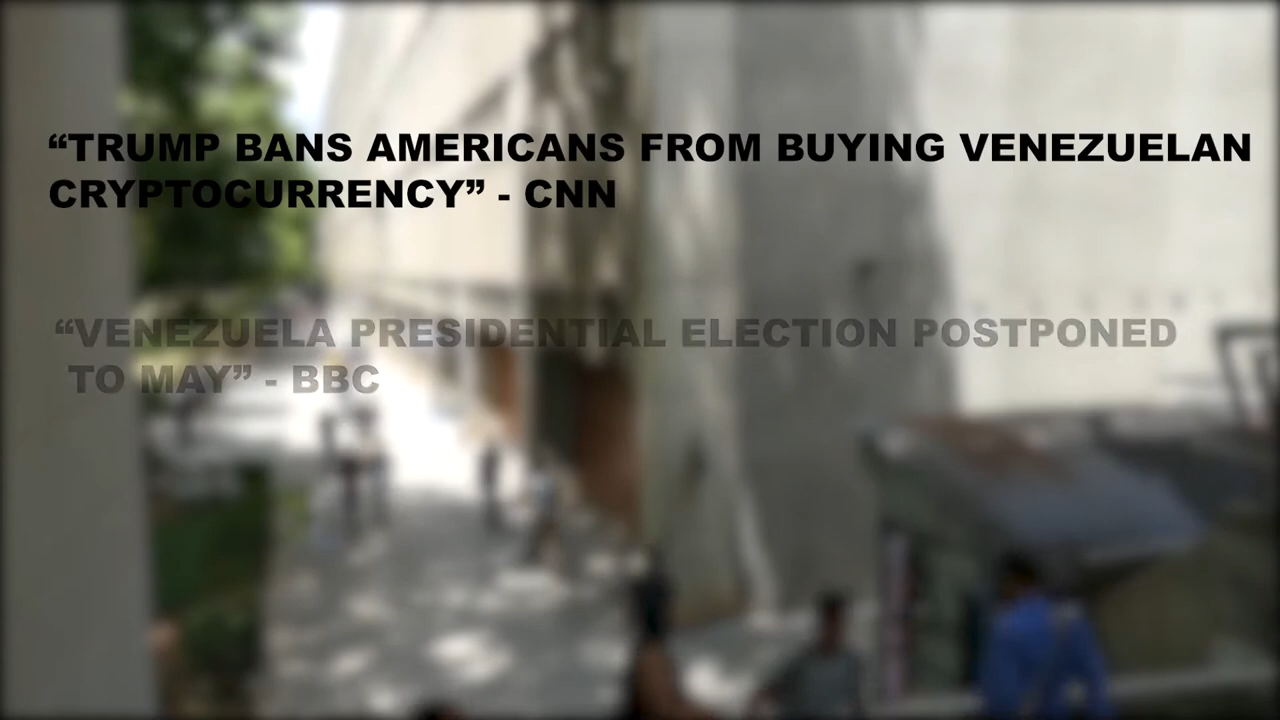 “TRUMP BANS AMERICANS FROM BUYING VENEZUELAN
CRYPTOCURRENCY” - CNN
“VENEZUELA PRESIDENTIAL ELECTION POSTPONED
TO MAY” - BBC